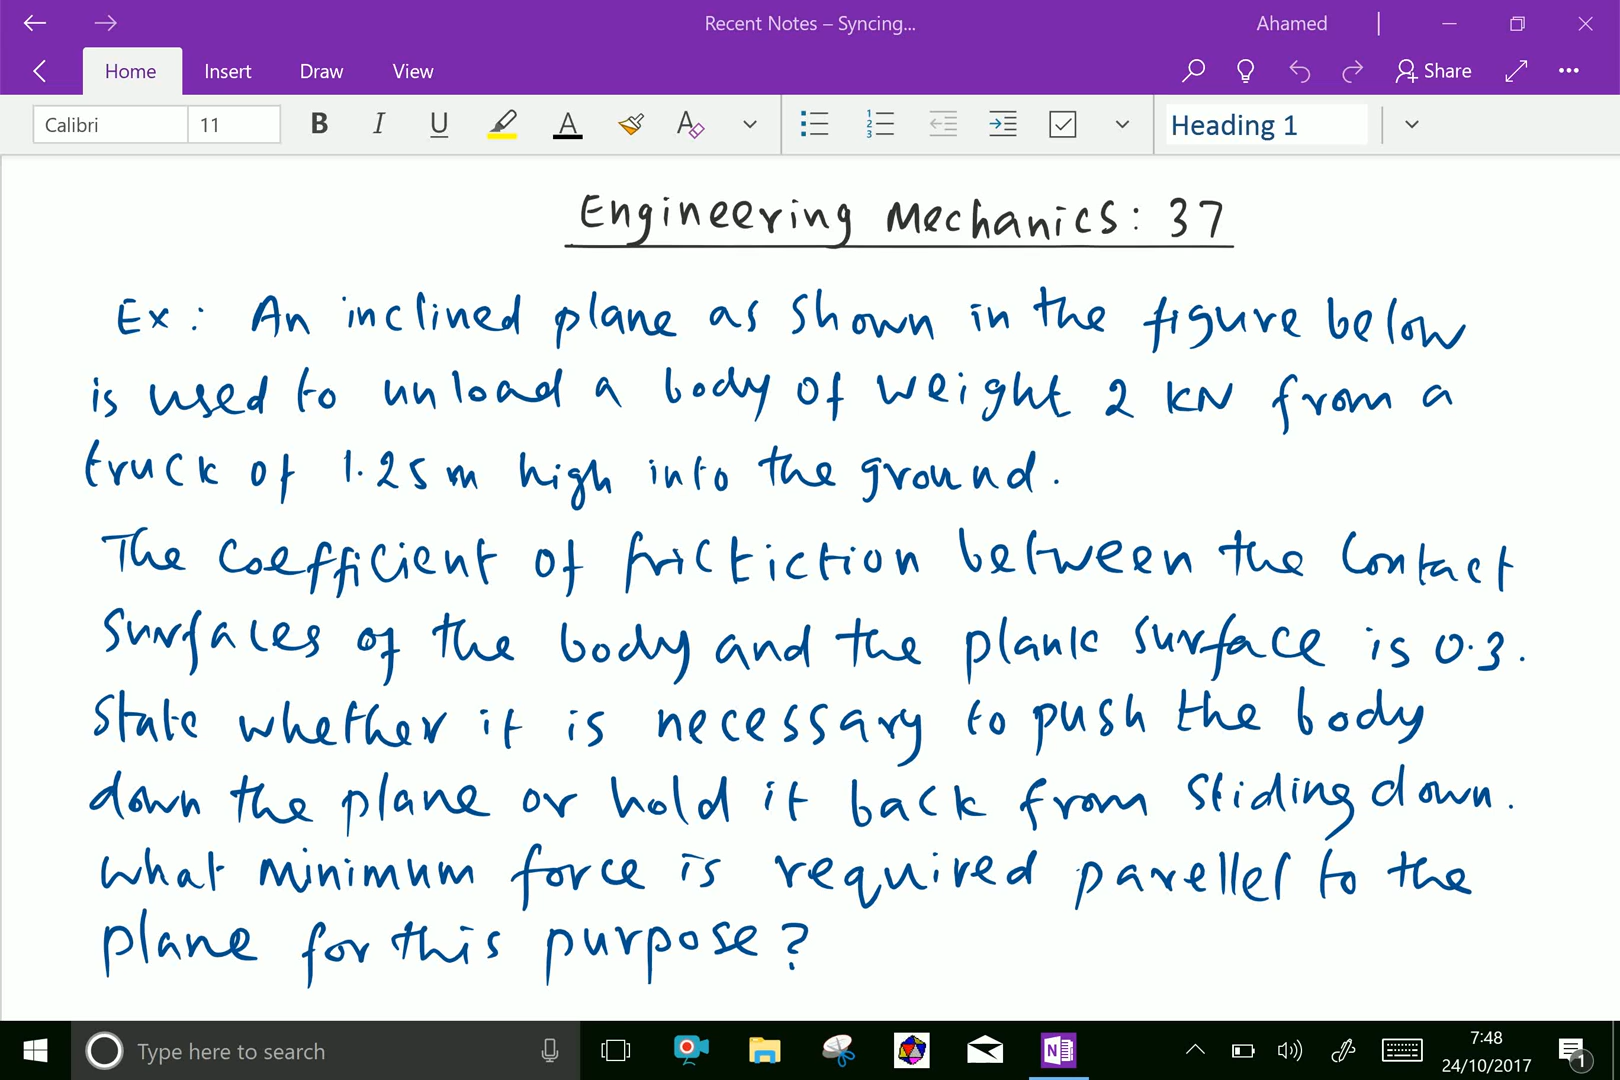 Recent Notes – Syncing...
Ahamed
Home Insert Draw View
Share
Calibri 11 B I U A A Heading 1
Engineering Mechanics: 37
Ex: An inclined plane as shown in the figure below
is used to unload a body of weight 2 KN from a
truck of 1.25m high into the ground.
The coefficient of frictiction between the contact
surfaces of the body and the plank surface is 0.3.
State whether it is necessary to push the body
down the plane or hold it back from sliding down.
What minimum force is required parellel to the
plane for this purpose?
Type here to search
7:48
24/10/2017
1